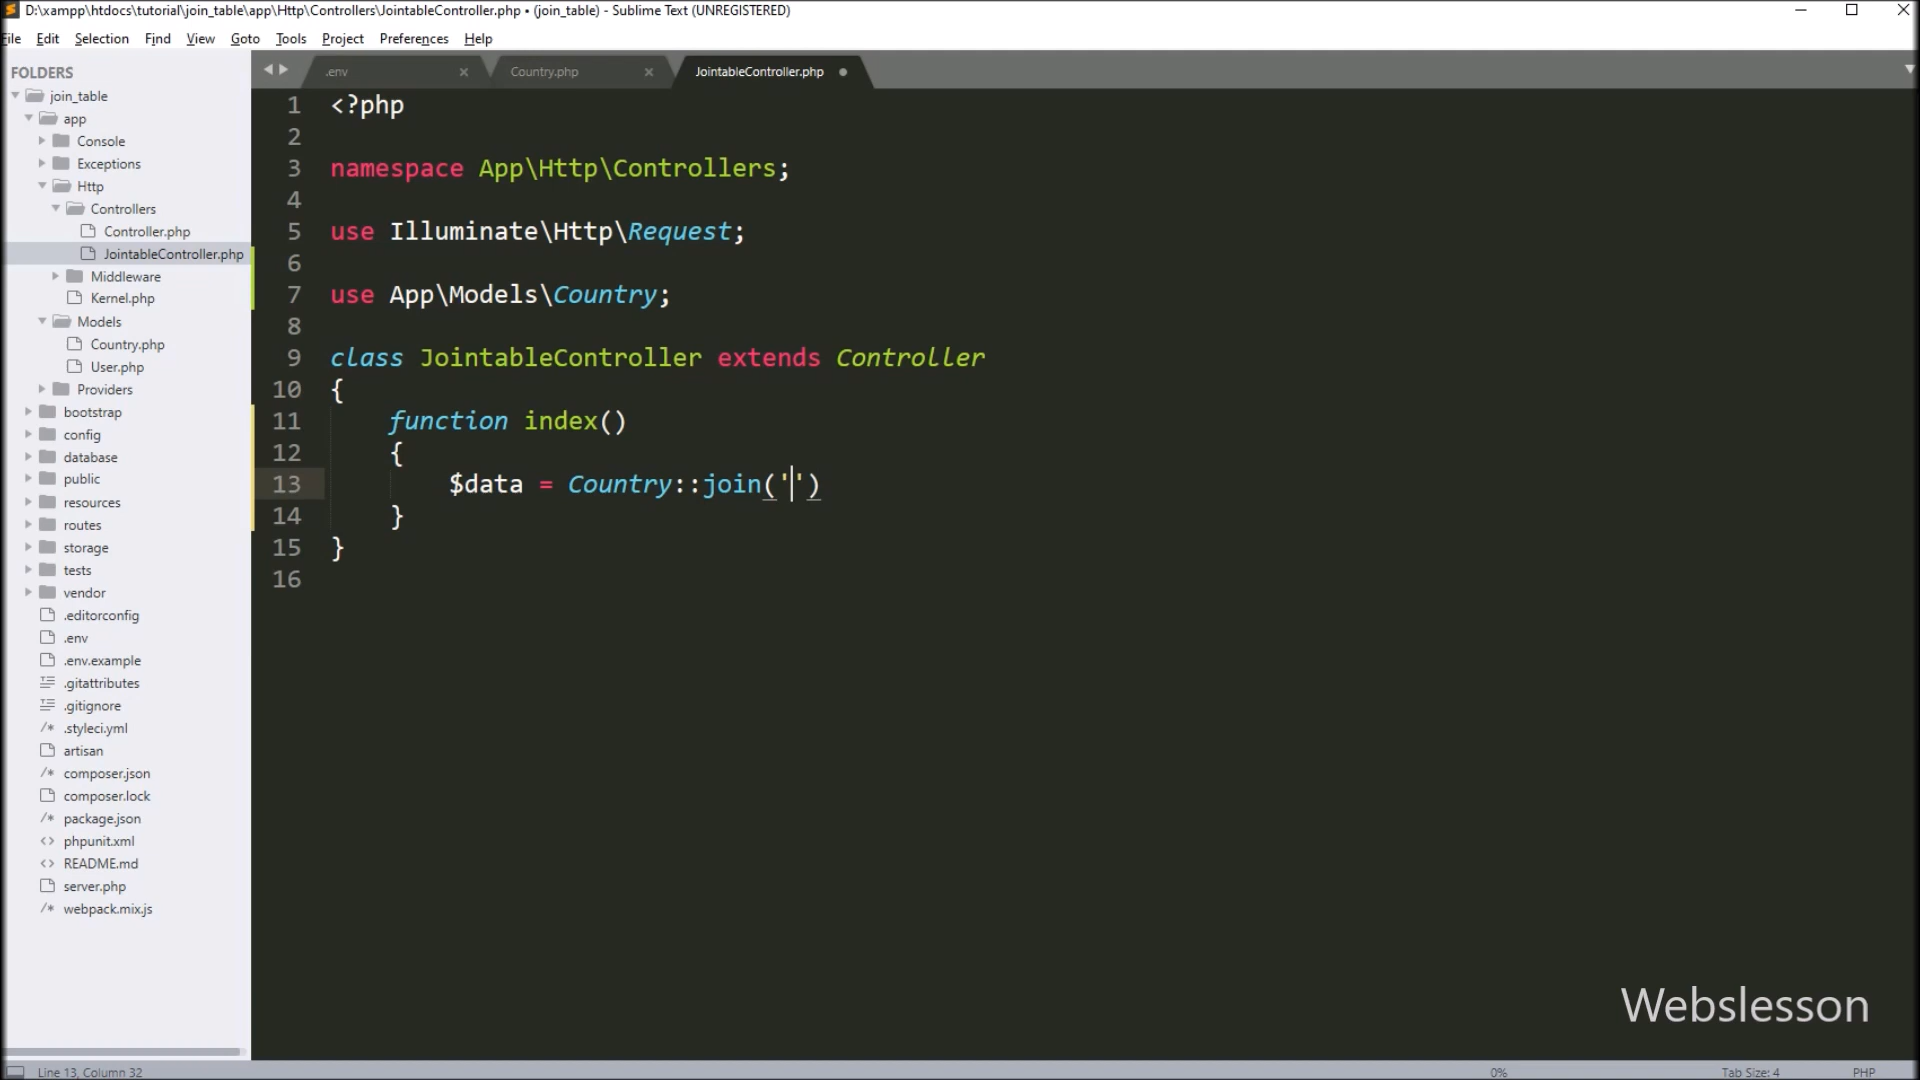 D:\xampp\htdocs\tutorial\join_table\app\Http\Controllers\JointableController.php • (join_table) - Sublime Text (UNREGISTERED)
File Edit Selection Find View Goto Tools Project Preferences Help
FOLDERS
join_table
app
Console
Exceptions
Http
Controllers
Controller.php
JointableController.php
Middleware
Kernel.php
Models
Country.php
User.php
Providers
bootstrap
config
database
public
resources
routes
storage
tests
vendor
.editorconfig
.env
.env.example
.gitattributes
.gitignore
/* .styleci.yml
artisan
/* composer.json
composer.lock
/* package.json
<> phpunit.xml
<> README.md
server.php
/* webpack.mix.js
.env × Country.php × JointableController.php •
1 <?php
2
3 namespace App\Http\Controllers;
4
5 use Illuminate\Http\Request;
6
7 use App\Models\Country;
8
9 class JointableController extends Controller
10 {
11 function index()
12 {
13 $data = Country::join('')
14 }
15 }
16
Webslesson
Line 13, Column 32 0% Tab Size: 4 PHP